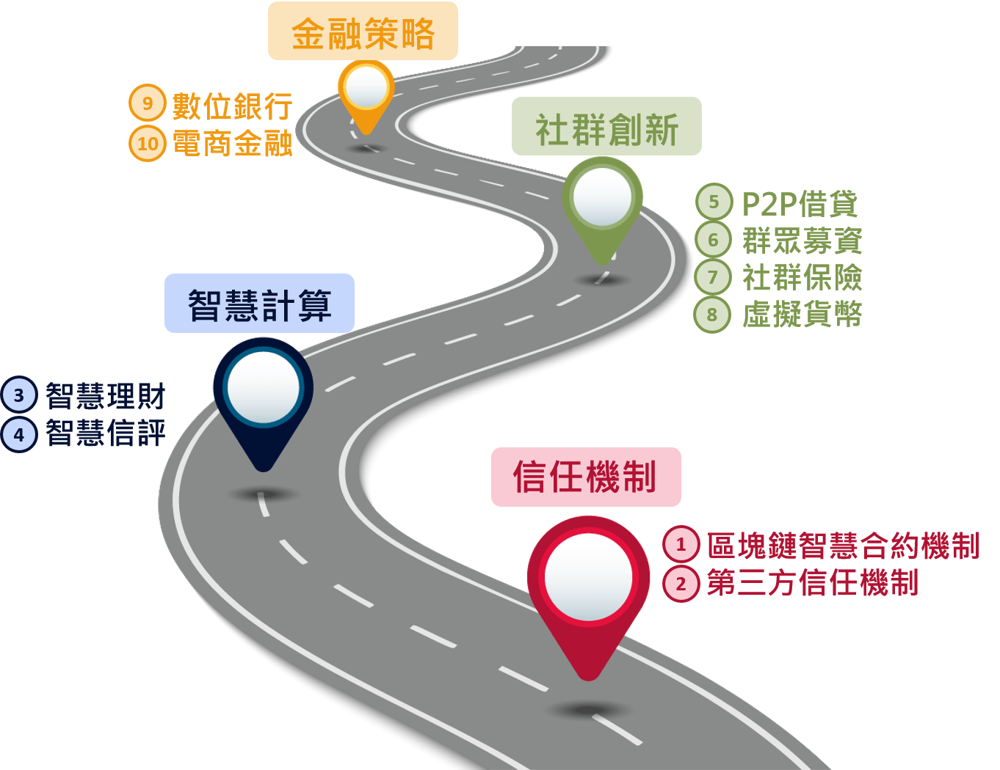 金融策略
9 數位銀行
10 電商金融
社群創新
5 P2P借貸
6 群眾募資
7 社群保險
8 虛擬貨幣
智慧計算
3 智慧理財
4 智慧信評
信任機制
1 區塊鏈智慧合約機制
2 第三方信任機制